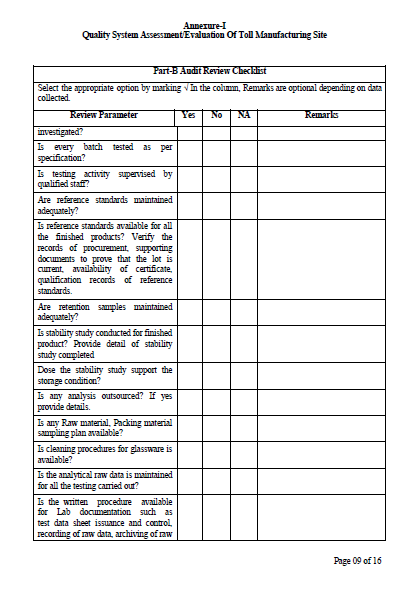 Annexure-I
Quality System Assessment/Evaluation Of Toll Manufacturing Site
Part-B Audit Review Checklist
Select the appropriate option by marking √ In the column, Remarks are optional depending on data
collected.
Review Parameter Yes No NA Remarks
investigated?
Is every batch tested as per
specification?
Is testing activity supervised by
qualified staff?
Are reference standards maintained
adequately?
Is reference standards available for all
the finished products? Verify the
records of procurement, supporting
documents to prove that the lot is
current, availability of certificate,
qualification records of reference
standards.
Are retention samples maintained
adequately?
Is stability study conducted for finished
product? Provide detail of stability
study completed
Dose the stability study support the
storage condition?
Is any analysis outsourced? If yes
provide details.
Is any Raw material, Packing material
sampling plan available?
Is cleaning procedures for glassware is
available?
Is the analytical raw data is maintained
for all the testing carried out?
Is the written procedure available
for Lab documentation such as
test data sheet issuance and control,
recording of raw data, archiving of raw
Page 09 of 16